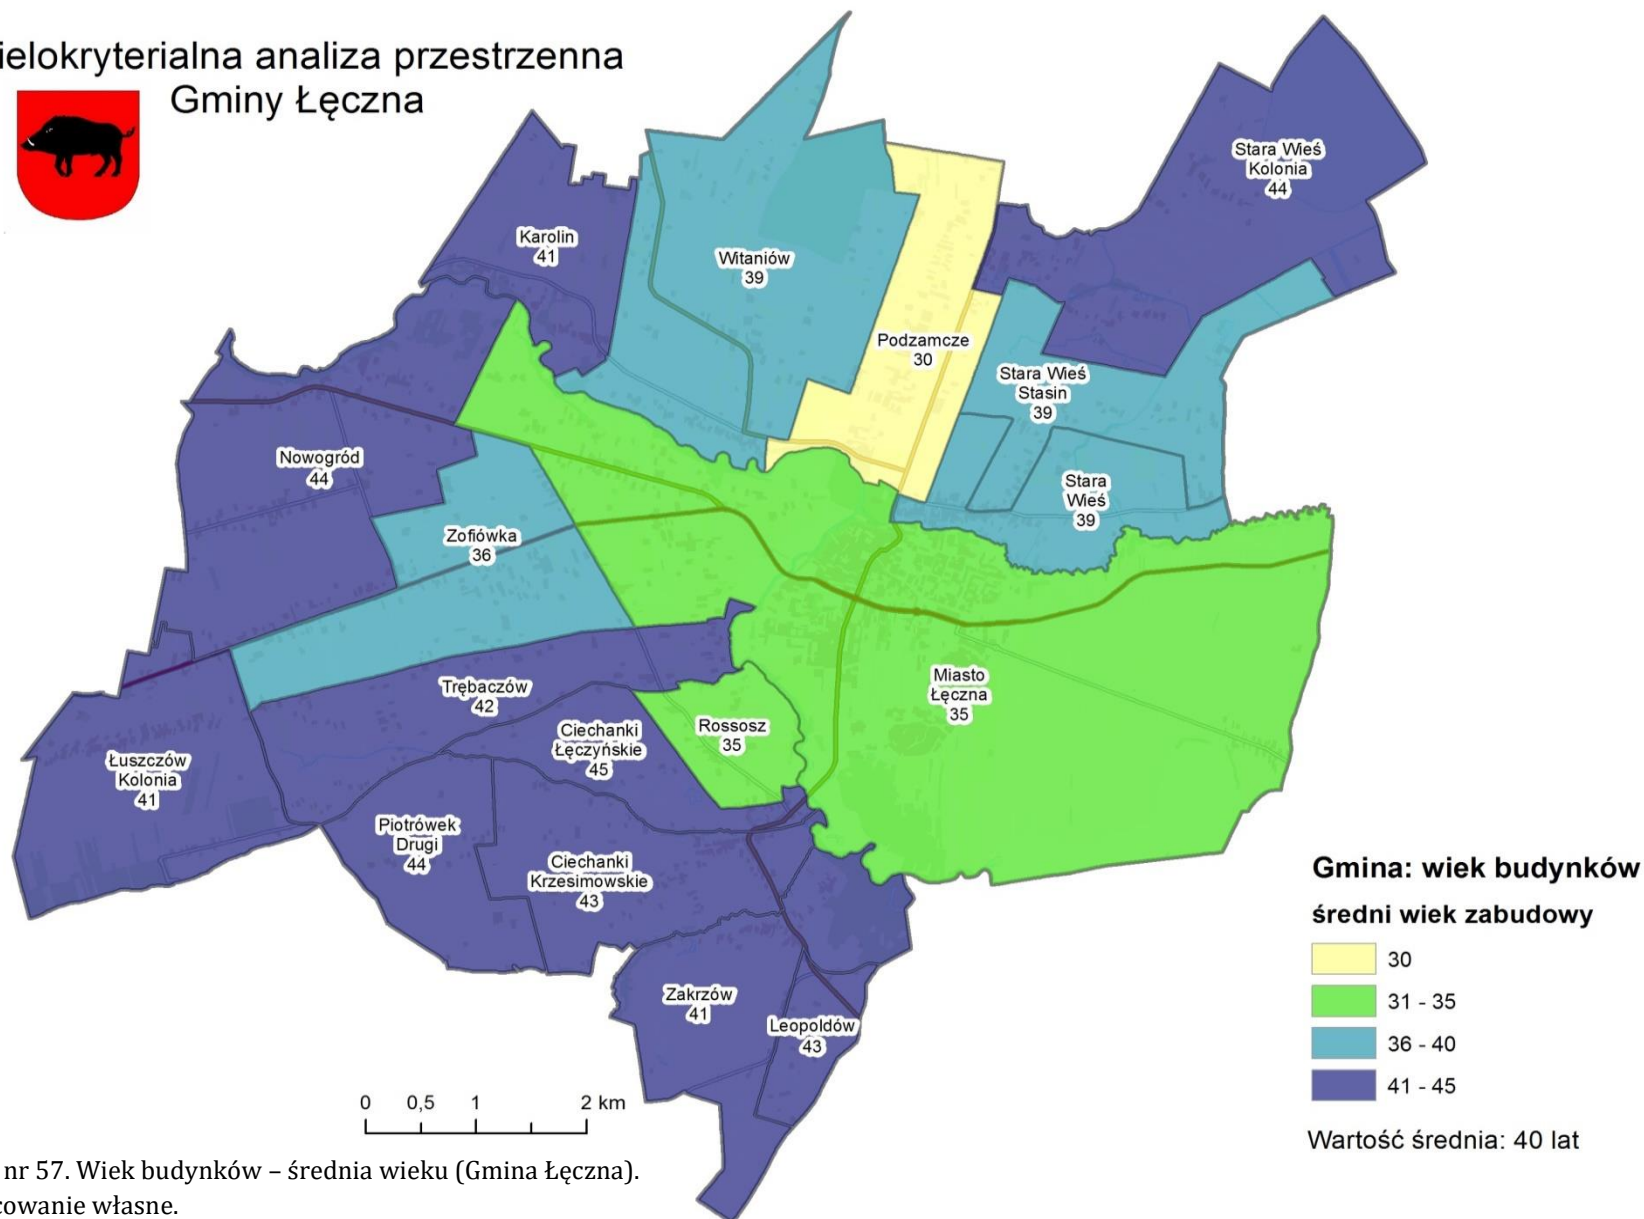 ielokryterialna analiza przestrzenna
Gminy Łęczna
Stara Wieś
Kolonia
44
Karolin
41
Witaniów
39
Podzamcze
30
Stara Wieś
Stasin
39
Nowogród
44
Stara
Wieś
39
Zofiówka
36
Trębaczów
42
Miasto
Łęczna
35
Ciechanki
Łęczyńskie
45
Rossosz
35
Łuszczów
Kolonia
41
Piotrówek
Drugi
44
Ciechanki
Krzesimowskie
43
Zakrzów
41
Leopoldów
43
Gmina: wiek budynków
średni wiek zabudowy
30
31 - 35
36 - 40
41 - 45
Wartość średnia: 40 lat
0 0,5 1 2 km
nr 57. Wiek budynków – średnia wieku (Gmina Łęczna).
cowanie własne.